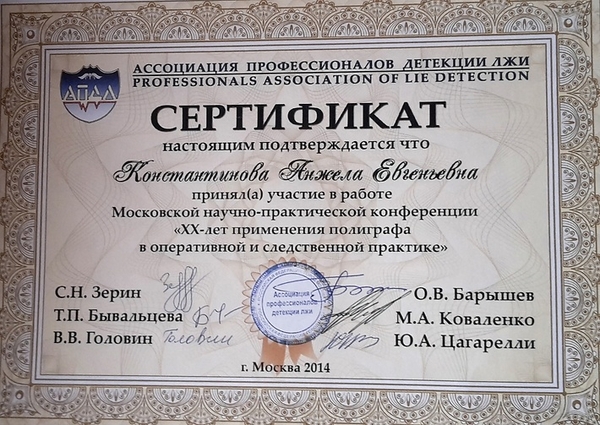 АПДЛ
АССОЦИАЦИЯ ПРОФЕССИОНАЛОВ ДЕТЕКЦИИ ЛЖИ
PROFESSIONALS ASSOCIATION OF LIE DETECTION
СЕРТИФИКАТ
настоящим подтверждается что
Константинова Анжела Евгеньевна
принял(а) участие в работе
Московской научно-практической конференции
«XX-лет применения полиграфа
в оперативной и следственной практике»
С.Н. Зерин
Т.П. Бывальцева
В.В. Головин Головин
Ассоциация
профессионалов
детекции лжи
О.В. Барышев
М.А. Коваленко
Ю.А. Цагарелли
г. Москва 2014